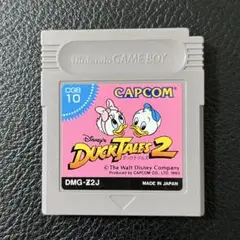 Nintendo GAME BOY
CGB
10
CAPCOM
Disney's
DUCKTALES 2
© The Walt Disney Company
Produced by CAPCOM CO., LTD. 1993
DMG-Z2J
MADE IN JAPAN